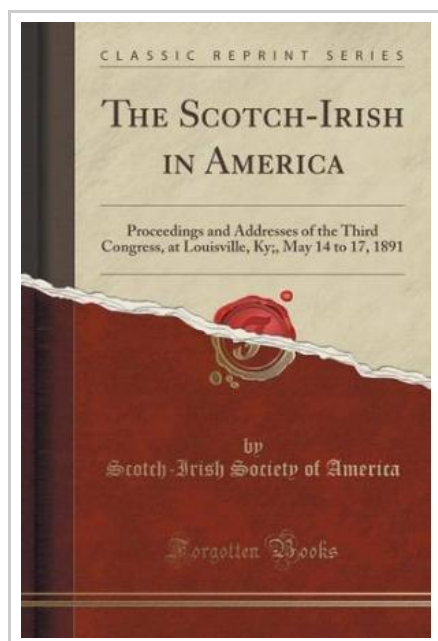 CLASSIC REPRINT SERIES
THE SCOTCH-IRISH
IN AMERICA
Proceedings and Addresses of the Third
Congress, at Louisville, Ky;, May 14 to 17, 1891
F
by
Scotch-Irish Society of America
Forgotten Books